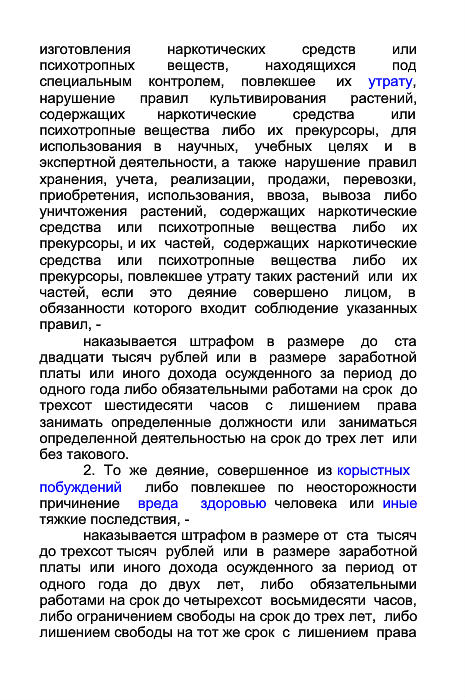 изготовления наркотических средств или
психотропных веществ, находящихся под
специальным контролем, повлекшее их утрату,
нарушение правил культивирования растений,
содержащих наркотические средства или
психотропные вещества либо их прекурсоры, для
использования в научных, учебных целях и в
экспертной деятельности, а также нарушение правил
хранения, учета, реализации, продажи, перевозки,
приобретения, использования, ввоза, вывоза либо
уничтожения растений, содержащих наркотические
средства или психотропные вещества либо их
прекурсоры, и их частей, содержащих наркотические
средства или психотропные вещества либо их
прекурсоры, повлекшее утрату таких растений или их
частей, если это деяние совершено лицом, в
обязанности которого входит соблюдение указанных
правил, -
наказывается штрафом в размере до ста
двадцати тысяч рублей или в размере заработной
платы или иного дохода осужденного за период до
одного года либо обязательными работами на срок до
трехсот шестидесяти часов с лишением права
занимать определенные должности или заниматься
определенной деятельностью на срок до трех лет или
без такового.
2. То же деяние, совершенное из корыстных
побуждений либо повлекшее по неосторожности
причинение вреда здоровью человека или иные
тяжкие последствия, -
наказывается штрафом в размере от ста тысяч
до трехсот тысяч рублей или в размере заработной
платы или иного дохода осужденного за период от
одного года до двух лет, либо обязательными
работами на срок до четырехсот восьмидесяти часов,
либо ограничением свободы на срок до трех лет, либо
лишением свободы на тот же срок с лишением права